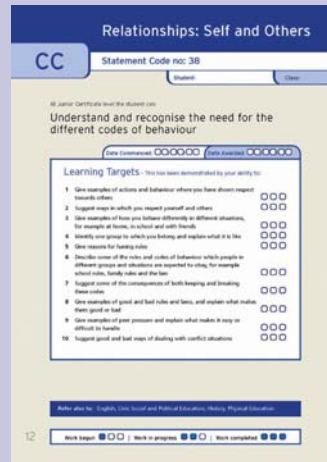 Relationships: Self and Others
CC
Statement Code no: 38
Student:
Class:
At Junior Certificate level the student can:
Understand and recognise the need for the
different codes of behaviour
Date Commenced:
Date Awarded:
Learning Targets - This has been demonstrated by your ability to:
1 Give examples of actions and behaviour where you have shown respect
towards others
2 Suggest ways in which you respect yourself and others
3 Give examples of how you behave differently in different situations,
for example at home, in school and with friends
4 Identify one group to which you belong and explain what it is like
5 Give reasons for having rules
6 Describe some of the rules and codes of behaviour which people in
different groups and situations are expected to obey, for example
school rules, family rules and the law
7 Suggest some of the consequences of both keeping and breaking
these codes
8 Give examples of good and bad rules and laws, and explain what makes
them good or bad
9 Give examples of peer pressure and explain what makes it easy or
difficult to handle
10 Suggest good and bad ways of dealing with conflict situations
Refer also to: English, Civic Social and Political Education, History, Physical Education
12
Work begun | Work in progress | Work completed